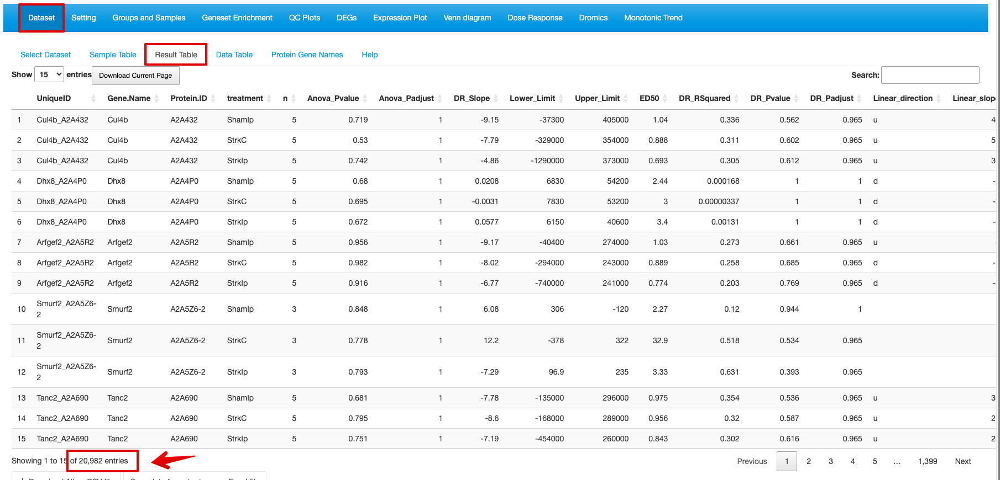 Dataset Setting Groups and Samples Geneset Enrichment QC Plots DEGs Expression Plot Venn diagram Dose Response Dromics Monotonic Trend
Select Dataset Sample Table Result Table Data Table Protein Gene Names Help
Show 15 entries Download Current Page Search:
UniqueID Gene.Name Protein.ID treatment n Anova_Pvalue Anova_Padjust DR_Slope Lower_Limit Upper_Limit ED50 DR_RSquared DR_Pvalue DR_Padjust Linear_direction Linear_slope
1 Cul4b_A2A432 Cul4b A2A432 ShamIp 5 0.719 1 -9.15 -37300 405000 1.04 0.336 0.562 0.965 u
2 Cul4b_A2A432 Cul4b A2A432 StrkC 5 0.53 1 -7.79 -329000 354000 0.888 0.311 0.602 0.965 u
3 Cul4b_A2A432 Cul4b A2A432 StrkIp 5 0.742 1 -4.86 -1290000 373000 0.693 0.305 0.612 0.965 u
4 Dhx8_A2A4P0 Dhx8 A2A4P0 ShamIp 5 0.68 1 0.0208 6830 54200 2.44 0.000168 1 1 d
5 Dhx8_A2A4P0 Dhx8 A2A4P0 StrkC 5 0.695 1 -0.0031 7830 53200 3 0.00000337 1 1 d
6 Dhx8_A2A4P0 Dhx8 A2A4P0 StrkIp 5 0.672 1 0.0577 6150 40600 3.4 0.00131 1 1 d
7 Arfgef2_A2A5R2 Arfgef2 A2A5R2 ShamIp 5 0.956 1 -9.17 -40400 274000 1.03 0.273 0.661 0.965 u
8 Arfgef2_A2A5R2 Arfgef2 A2A5R2 StrkC 5 0.982 1 -8.02 -294000 243000 0.889 0.258 0.685 0.965 d
9 Arfgef2_A2A5R2 Arfgef2 A2A5R2 StrkIp 5 0.916 1 -6.77 -740000 241000 0.774 0.203 0.769 0.965 d
10 Smurf2_A2A5Z6-
2 Smurf2 A2A5Z6-2 ShamIp 3 0.848 1 6.08 306 -120 2.27 0.12 0.944 1
11 Smurf2_A2A5Z6-
2 Smurf2 A2A5Z6-2 StrkC 3 0.778 1 12.2 -378 322 32.9 0.518 0.534 0.965
12 Smurf2_A2A5Z6-
2 Smurf2 A2A5Z6-2 StrkIp 3 0.793 1 -7.29 96.9 235 3.33 0.631 0.393 0.965
13 Tanc2_A2A690 Tanc2 A2A690 ShamIp 5 0.681 1 -7.78 -135000 296000 0.975 0.354 0.536 0.965 u
14 Tanc2_A2A690 Tanc2 A2A690 StrkC 5 0.795 1 -8.6 -168000 289000 0.956 0.32 0.587 0.965 u
15 Tanc2_A2A690 Tanc2 A2A690 StrkIp 5 0.751 1 -7.19 -454000 260000 0.843 0.302 0.616 0.965 u
Showing 1 to 15 of 20,982 entries Previous 1 2 3 4 5 … 1,399 Next